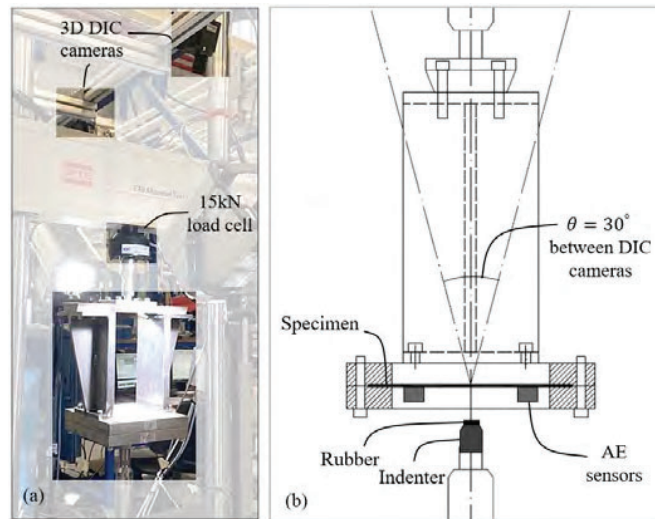 3D DIC
cameras
15kN
load cell
(a)
θ = 30°
between DIC
cameras
Specimen
Rubber
Indenter
AE
sensors
(b)